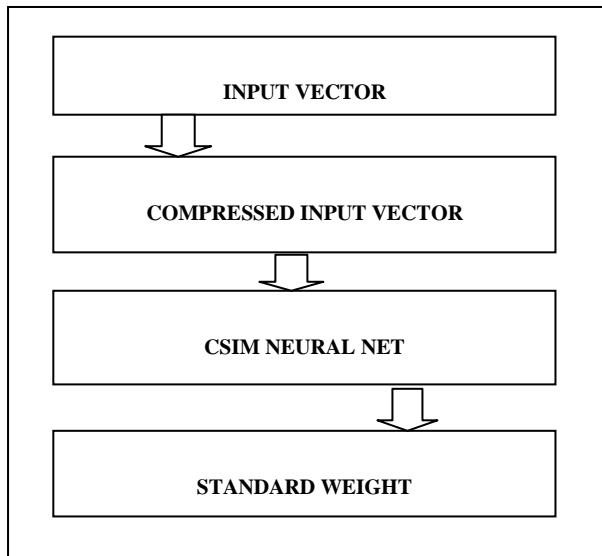 INPUT VECTOR
COMPRESSED INPUT VECTOR
CSIM NEURAL NET
STANDARD WEIGHT